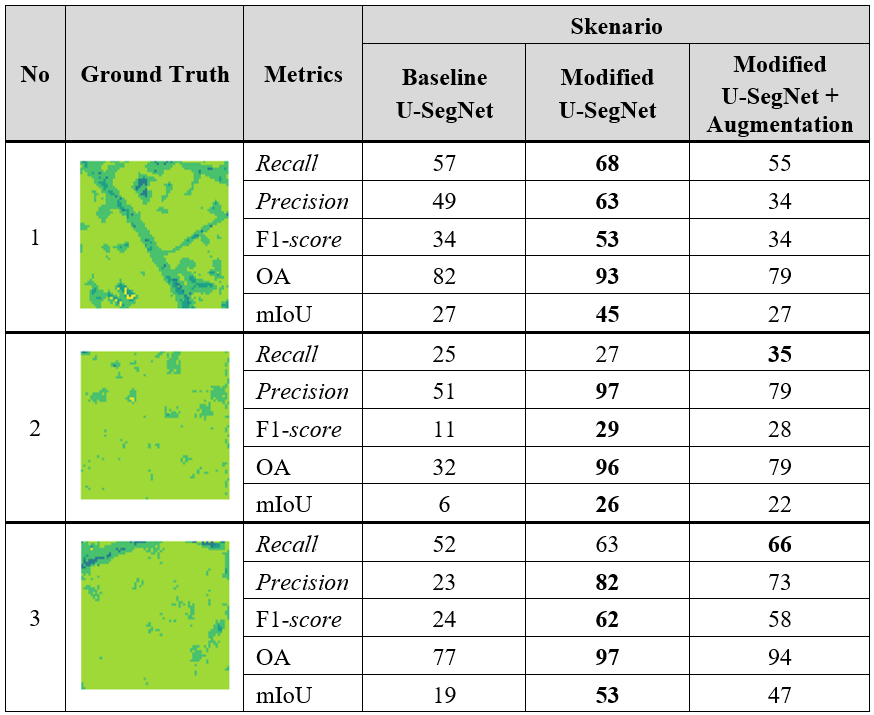 No Ground Truth Metrics Skenario
Baseline U-SegNet Modified U-SegNet Modified U-SegNet + Augmentation
1 Recall 57 68 55
Precision 49 63 34
F1-score 34 53 34
OA 82 93 79
mIoU 27 45 27
2 Recall 25 27 35
Precision 51 97 79
F1-score 11 29 28
OA 32 96 79
mIoU 6 26 22
3 Recall 52 63 66
Precision 23 82 73
F1-score 24 62 58
OA 77 97 94
mIoU 19 53 47